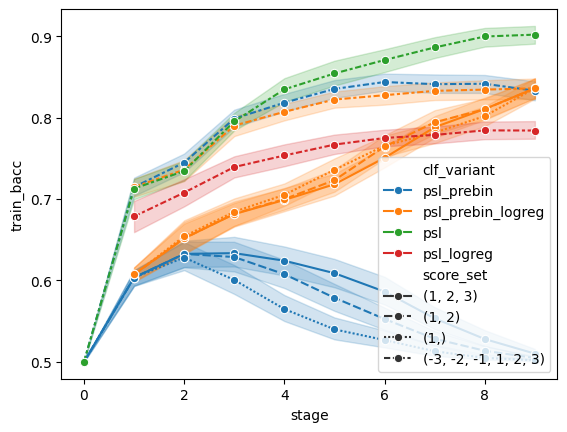 0.9
0.8
0.7
0.6
0.5
train_bacc
0 2 4 6 8
stage
clf_variant
psl_prebin
psl_prebin_logreg
psl
psl_logreg
score_set
(1, 2, 3)
(1, 2)
(1,)
(-3, -2, -1, 1, 2, 3)